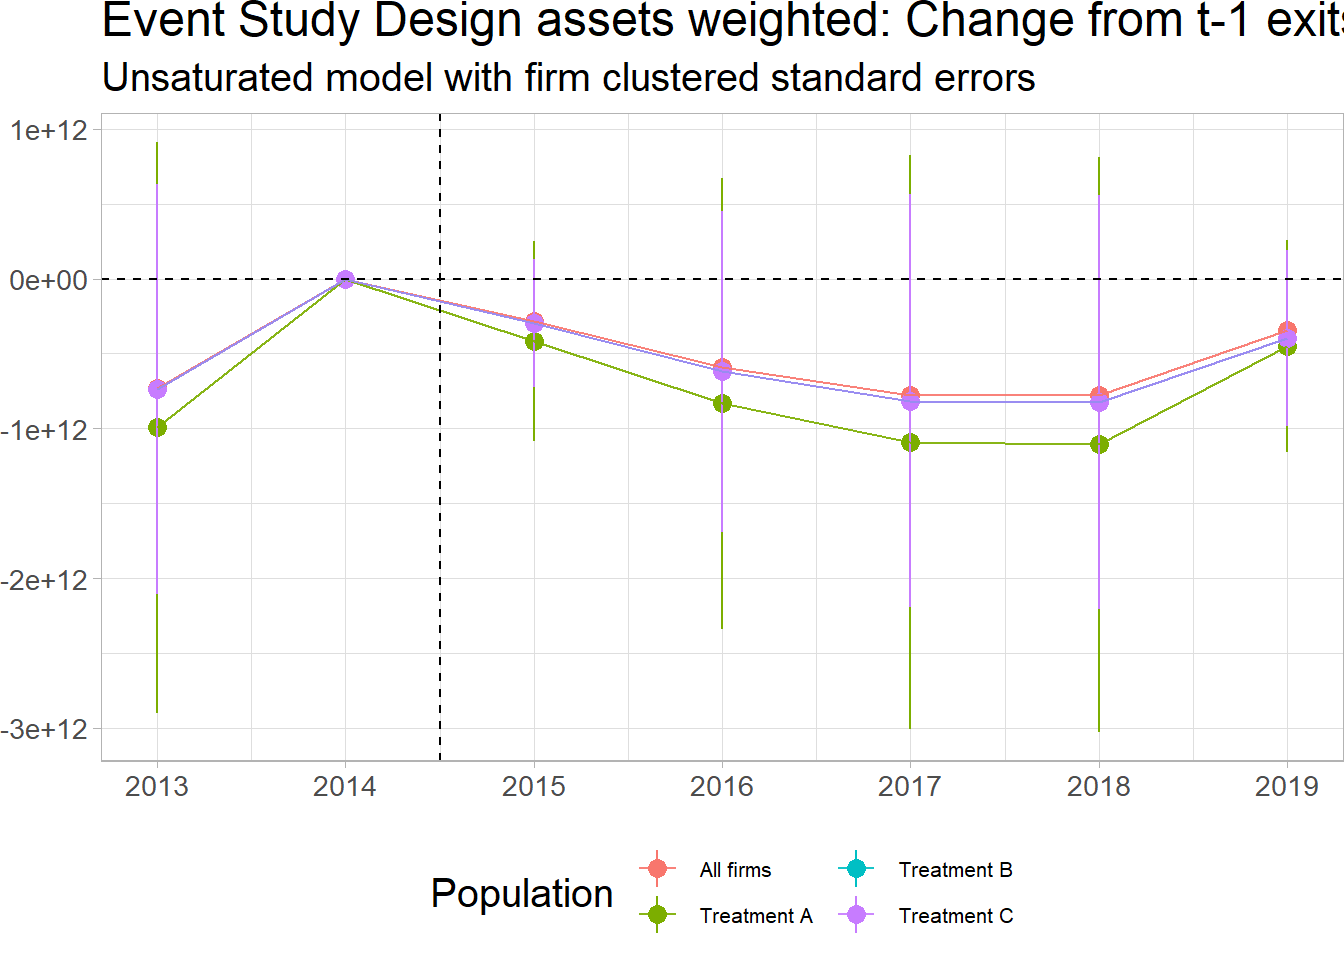 Event Study Design assets weighted: Change from t-1 exits
Unsaturated model with firm clustered standard errors
1e+12
0e+00
-1e+12
-2e+12
-3e+12
2013 2014 2015 2016 2017 2018 2019
Population
All firms Treatment B
Treatment A Treatment C